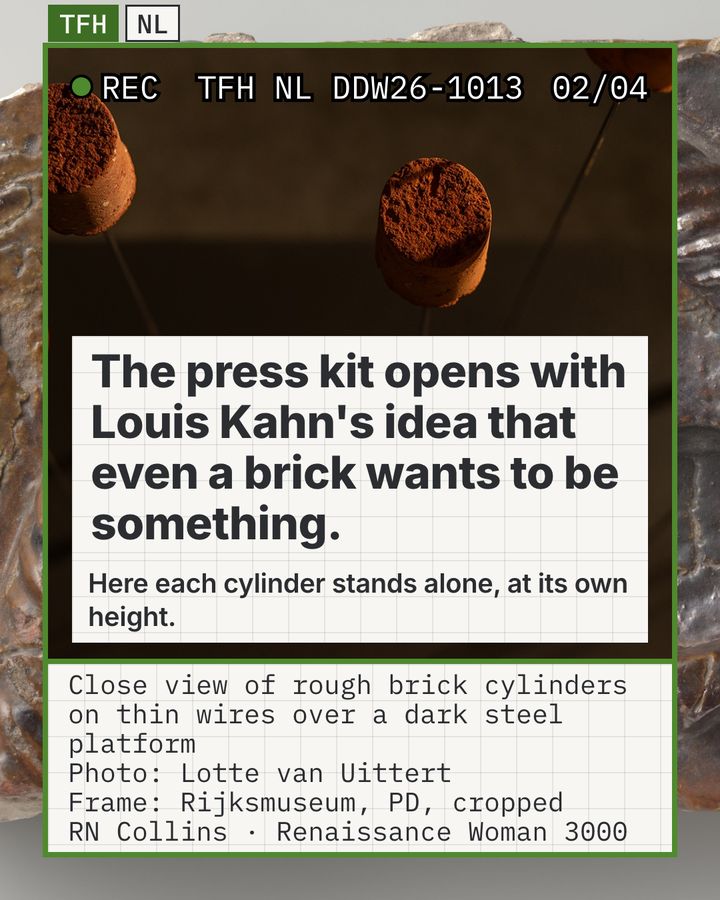 TFH NL
REC TFH NL DDW26-1013 02/04
The press kit opens with
Louis Kahn's idea that
even a brick wants to be
something.
Here each cylinder stands alone, at its own
height.
Close view of rough brick cylinders
on thin wires over a dark steel
platform
Photo: Lotte van Uittert
Frame: Rijksmuseum, PD, cropped
RN Collins · Renaissance Woman 3000